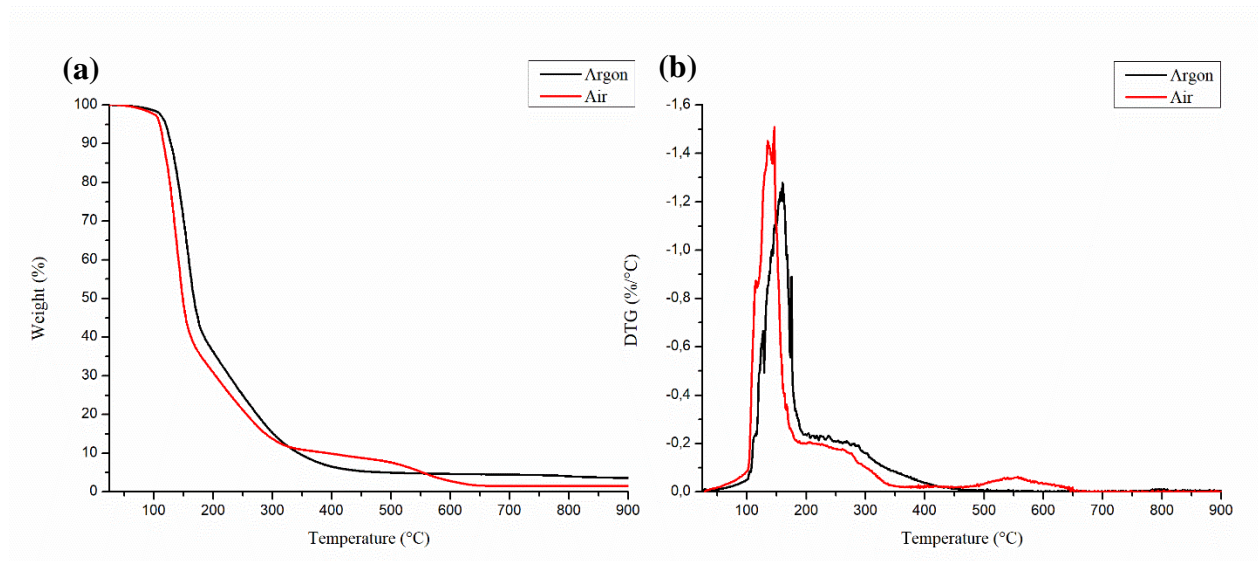 (a)
Argon
Air
100
90
80
70
60
50
40
30
20
10
0
Weight (%)
100 200 300 400 500 600 700 800 900
Temperature (°C)
(b)
Argon
Air
-1,6
-1,4
-1,2
-1,0
-0,8
-0,6
-0,4
-0,2
0,0
DTG (%/°C)
100 200 300 400 500 600 700 800 900
Temperature (°C)